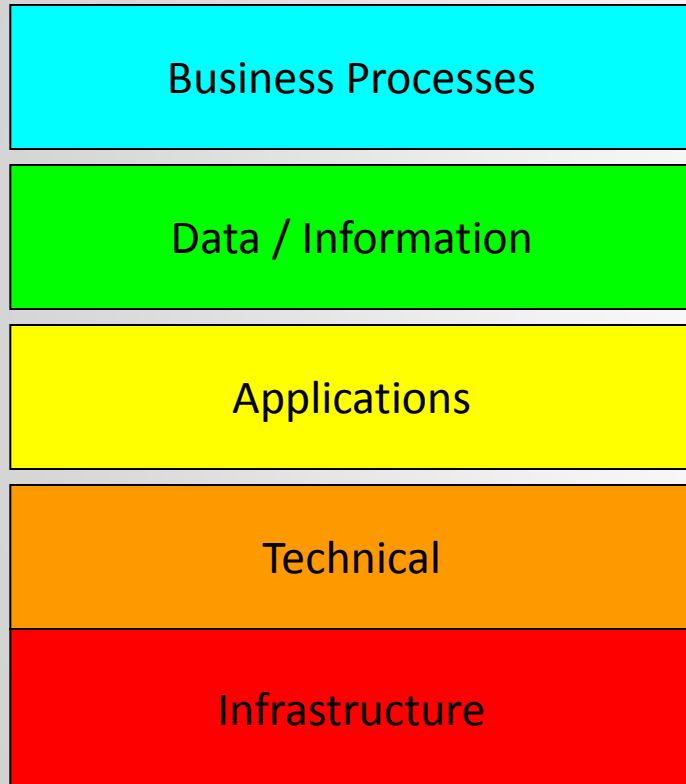 Business Processes
Data / Information
Applications
Technical
Infrastructure